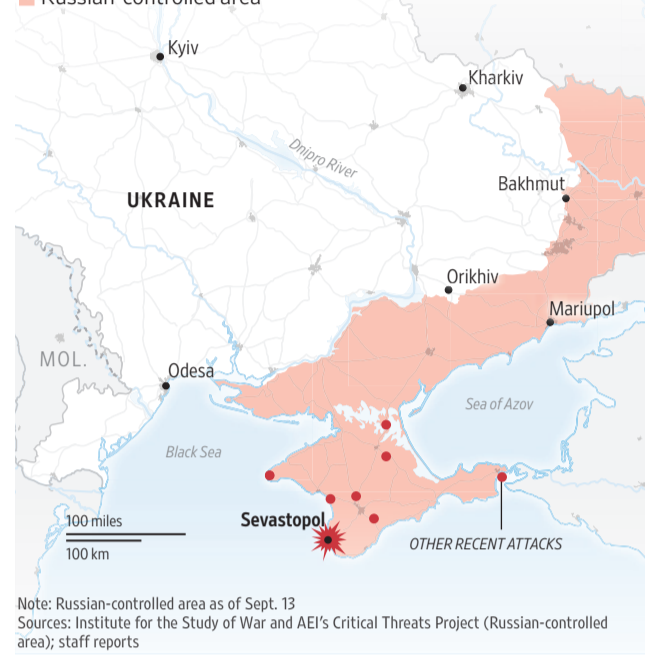 Russian-controlled area
Kyiv
Kharkiv
Dnipro River
Bakhmut
UKRAINE
Orikhiv
Mariupol
MOL.
Odesa
Sea of Azov
Black Sea
100 miles
100 km
Sevastopol
OTHER RECENT ATTACKS
Note: Russian-controlled area as of Sept. 13
Sources: Institute for the Study of War and AEI’s Critical Threats Project (Russian-controlled
area); staff reports